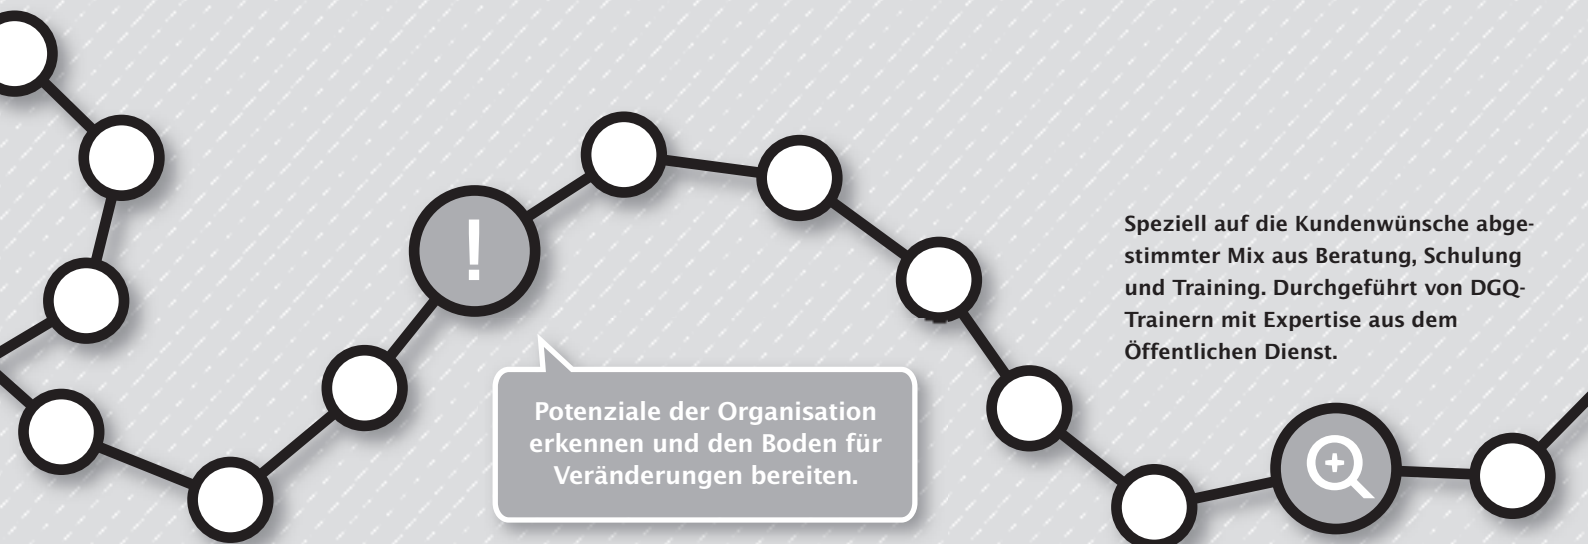 !
Potenziale der Organisation
erkennen und den Boden für
Veränderungen bereiten.
Speziell auf die Kundenwünsche abge-
stimmter Mix aus Beratung, Schulung
und Training. Durchgeführt von DGQ-
Trainern mit Expertise aus dem
Öffentlichen Dienst.